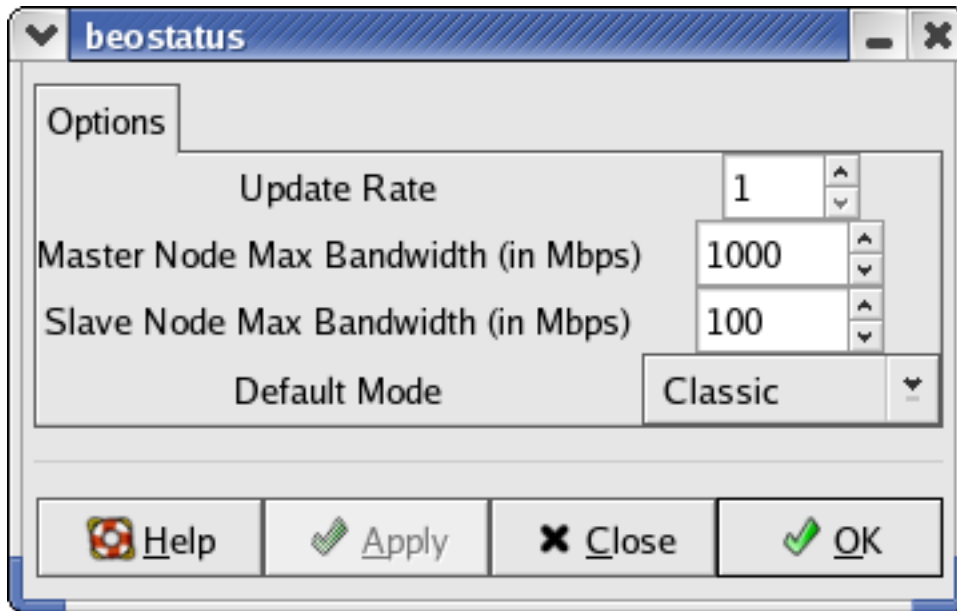 beostatus
Options
Update Rate 1
Master Node Max Bandwidth (in Mbps) 1000
Slave Node Max Bandwidth (in Mbps) 100
Default Mode Classic
Help Apply Close OK